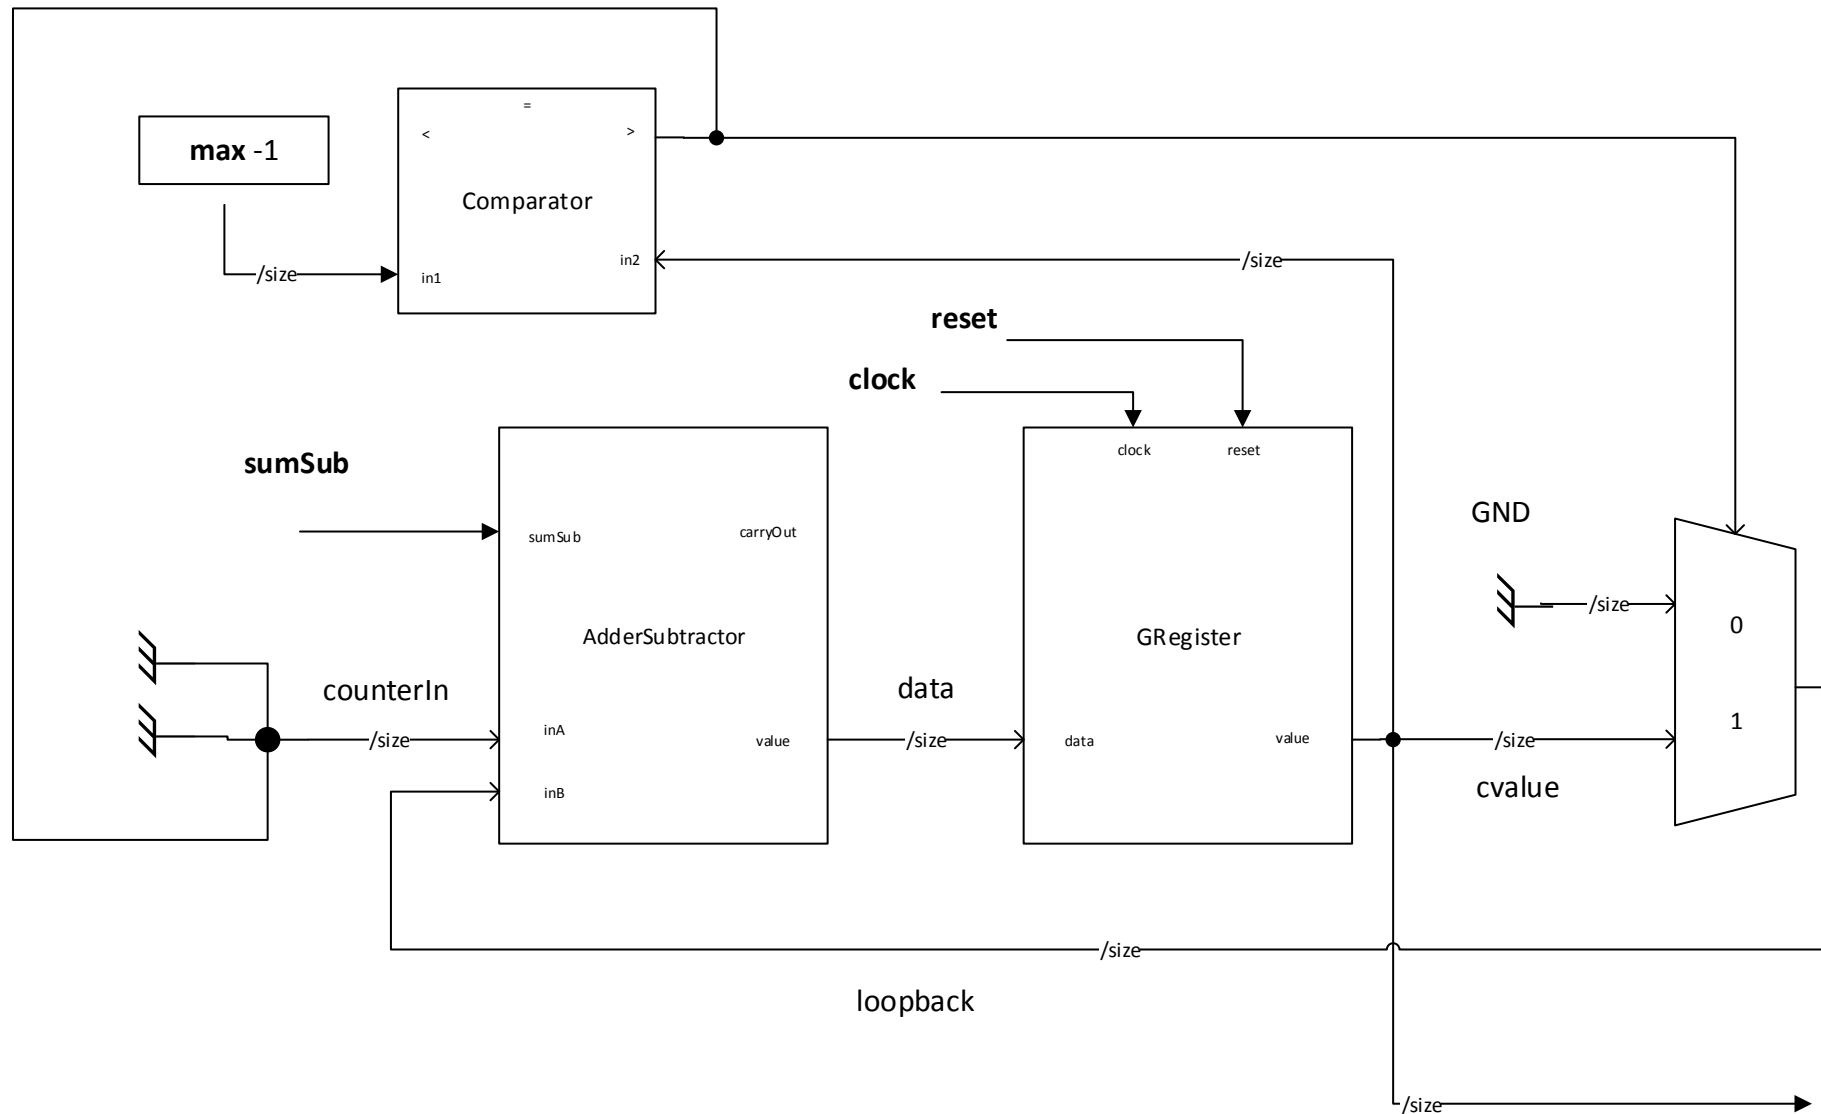 =
<
>
max -1
Comparator
in2
/size
/size
in1
reset
clock
clock
reset
sumSub
GND
sumSub
carryOut
/size
0
AdderSubtractor
GRegister
counterIn
data
1
inA
/size
value
/size
data
value
/size
inB
cvalue
/size
loopback
/size